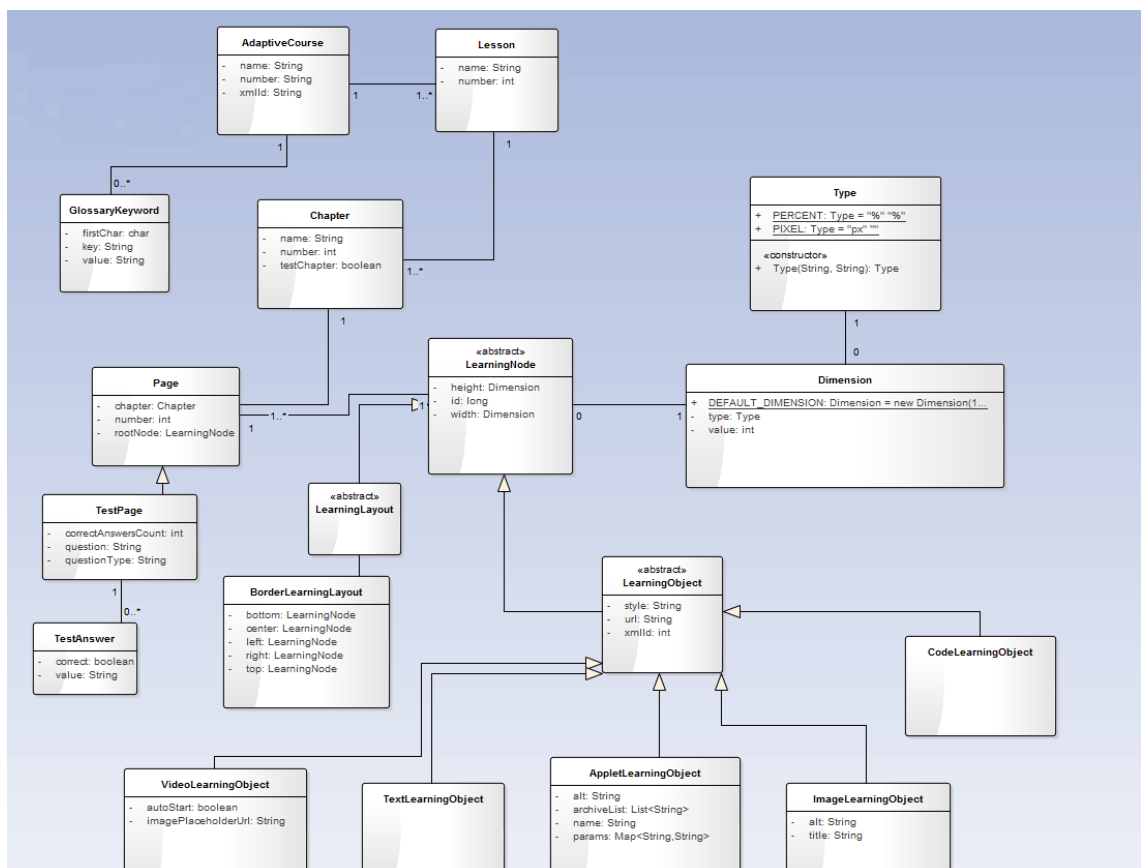 AdaptiveCourse
- name: String
- number: String
- xmlId: String
Lesson
- name: String
- number: int
1
1..*
1
1
0..*
GlossaryKeyword
- firstChar: char
- key: String
- value: String
Chapter
- name: String
- number: int
- testChapter: boolean
1..*
1
Type
+ PERCENT: Type = "%" "%"
+ PIXEL: Type = "px" ""
«constructor»
+ Type(String, String): Type
1
0
«abstract»
LearningNode
- height: Dimension
- id: long
- width: Dimension
Dimension
+ DEFAULT_DIMENSION: Dimension = new Dimension(1...
- type: Type
- value: int
0
1
Page
- chapter: Chapter
- number: int
- rootNode: LearningNode
1..*
1
1
«abstract»
LearningLayout
TestPage
- correctAnswersCount: int
- question: String
- questionType: String
1
0..*
BorderLearningLayout
- bottom: LearningNode
- center: LearningNode
- left: LearningNode
- right: LearningNode
- top: LearningNode
«abstract»
LearningObject
- style: String
- url: String
- xmlId: int
TestAnswer
- correct: boolean
- value: String
CodeLearningObject
VideoLearningObject
- autoStart: boolean
- imagePlaceholderUrl: String
TextLearningObject
AppletLearningObject
- alt: String
- archiveList: List<String>
- name: String
- params: Map<String,String>
ImageLearningObject
- alt: String
- title: String